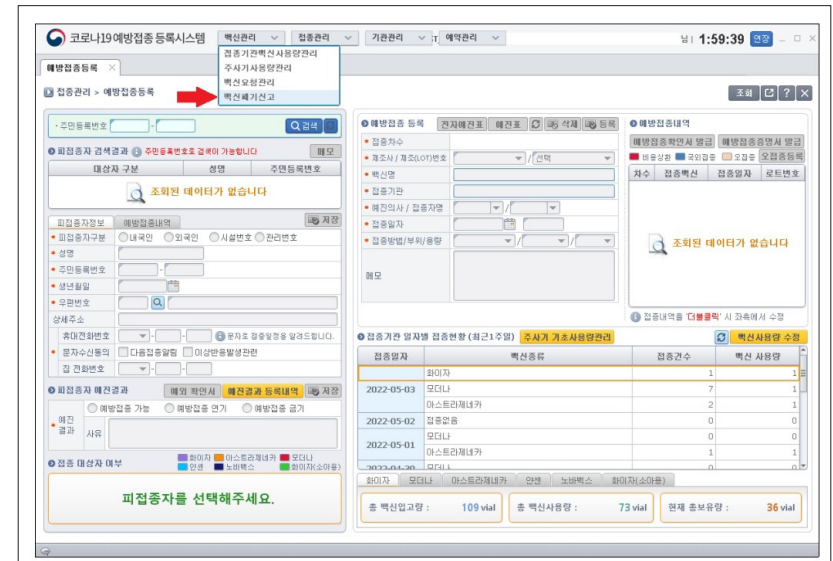 코로나19예방접종등록시스템 백신관리 접종관리 기관관리 예약관리 님| 1:59:39 연장
접종기관백신사용량관리
주사기사용량관리
백신요청관리
백신폐기신고
예방접종등록 ×
접종관리 > 예방접종등록 조회 ? ×
주민등록번호 - 검색
피접종자 검색결과 주민등록번호로 검색이 가능합니다 메모
대상자 구분 성명 주민등록번호
조회된 데이터가 없습니다
피접종자정보 예방접종내역 저장
피접종자구분 내국인 외국인 시설번호 관리번호
성명
주민등록번호 -
생년월일
우편번호
상세주소
휴대전화번호 - - 문자로 접종일정을 알려드립니다.
문자수신동의 다음접종알림 이상반응발생관련
집 전화번호 - -
피접종자 예진결과 예외 확인서 예진결과 등록내역 저장
예진결과 예방접종 가능 예방접종 연기 예방접종 금기
사유
접종 대상자 여부 화이자 아스트라제네카 모더나
얀센 노바백스 화이자(소아용)
피접종자를 선택해주세요.
예방접종 등록 전자예진표 예진표 삭제 등록
접종차수
제조사 / 제조(LOT)번호 / 선택
백신명
접종기관
예진의사 / 접종자명 /
접종일자
접종방법/부위/용량 / /
메모
예방접종내역
예방접종확인서 발급 예방접종증명서 발급
비용상환 국외접종 오접종 오접종등록
차수 접종백신 접종일자 로트번호
조회된 데이터가 없습니다
접종내역을 '더블클릭' 시 좌측에서 수정
접종기관 일자별 접종현황 (최근1주일) 주사기 기초사용량관리 백신사용량 수정
접종일자 백신종류 접종건수 백신 사용량
화이자 1 1
2022-05-03 모더나 7 1
아스트라제네카 2 1
2022-05-02 접종없음 0 0
2022-05-01 모더나 0 0
아스트라제네카 1 1
2022-04-30 모더나 0 0
화이자 모더나 아스트라제네카 얀센 노바백스 화이자(소아용)
총 백신입고량 : 109 vial 총 백신사용량 : 73 vial 현재 총보유량 : 36 vial